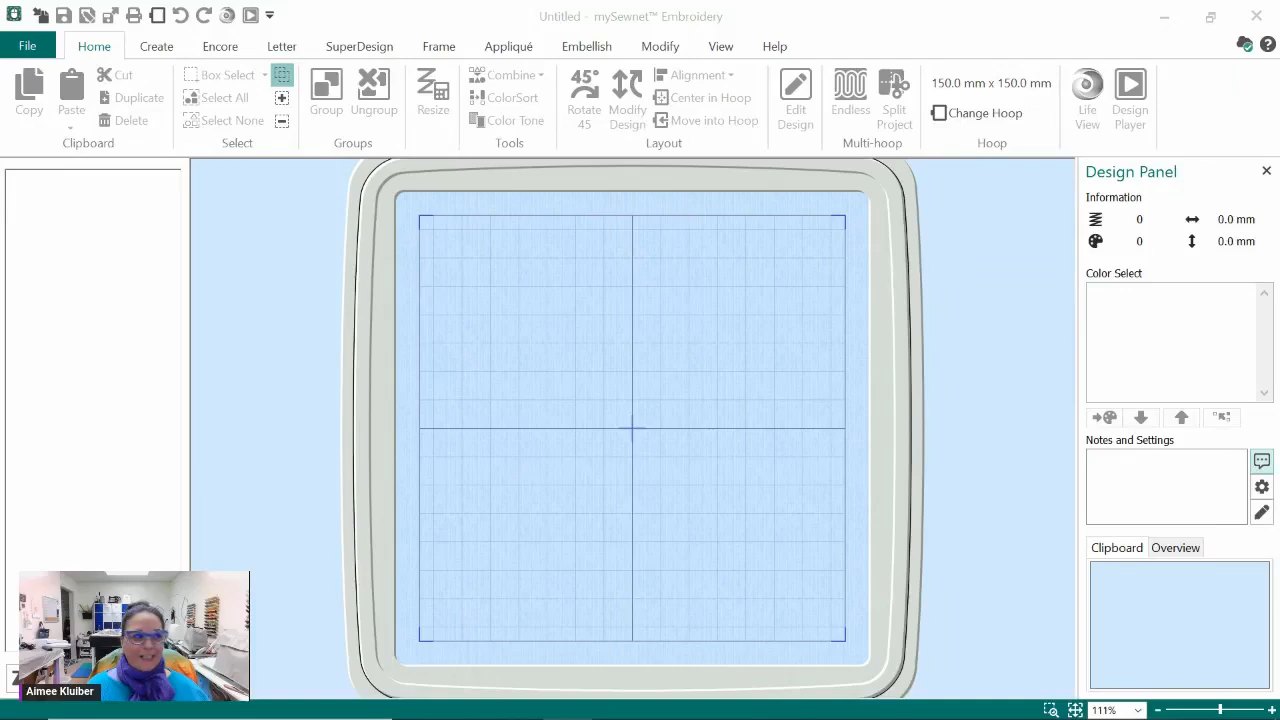 Untitled - mySewnet™ Embroidery
File
Home
Create
Encore
Letter
SuperDesign
Frame
Appliqué
Embellish
Modify
View
Help
Copy
Paste
Cut
Duplicate
Delete
Clipboard
Box Select
Select All
Select None
Select
Group
Ungroup
Groups
Resize
Combine
ColorSort
Color Tone
Tools
45°
Rotate
45
Modify
Design
Alignment
Center in Hoop
Move into Hoop
Layout
Edit
Design
Endless
Split
Project
Multi-hoop
150.0 mm x 150.0 mm
Change Hoop
Hoop
Life
View
Design
Player
Design Panel
Information
0
0.0 mm
0
0.0 mm
Color Select
Notes and Settings
Clipboard
Overview
Aimee Kluiber
111%